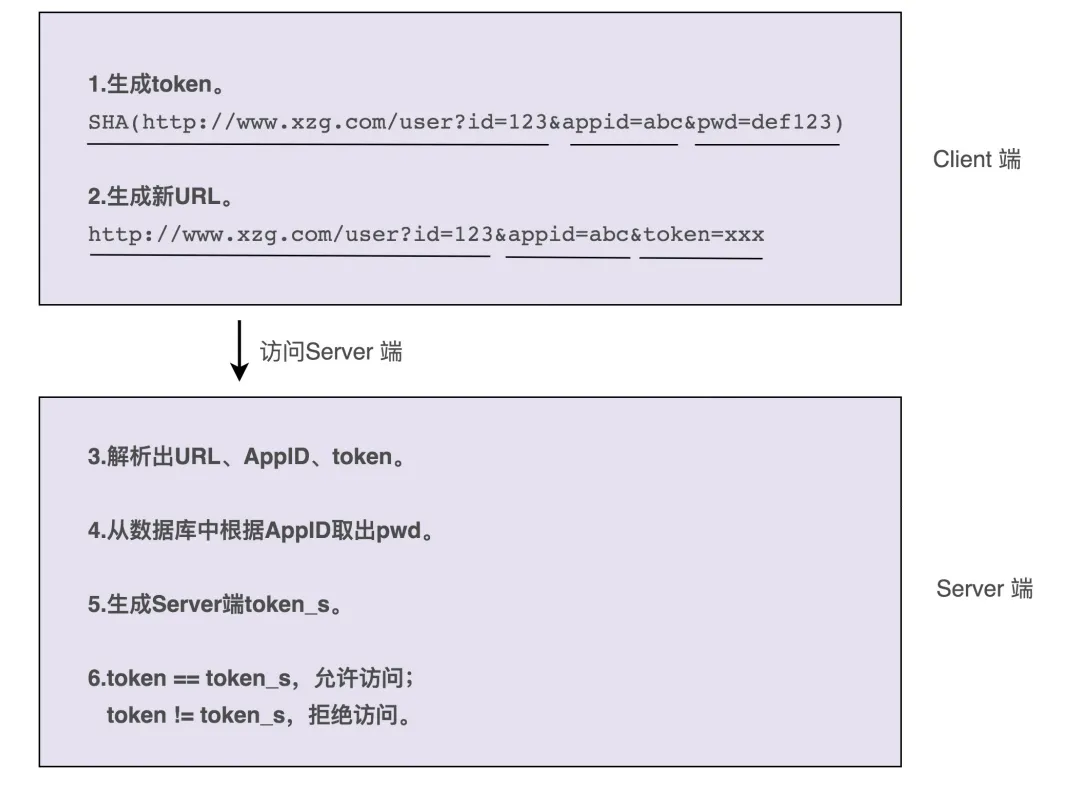 1.生成token。
SHA(http://www.xzg.com/user?id=123&appid=abc&pwd=def123)
2.生成新URL。
http://www.xzg.com/user?id=123&appid=abc&token=xxx
Client 端
访问Server 端
3.解析出URL、AppID、token。
4.从数据库中根据AppID取出pwd。
5.生成Server端token_s。
6.token == token_s，允许访问；
token != token_s，拒绝访问。
Server 端